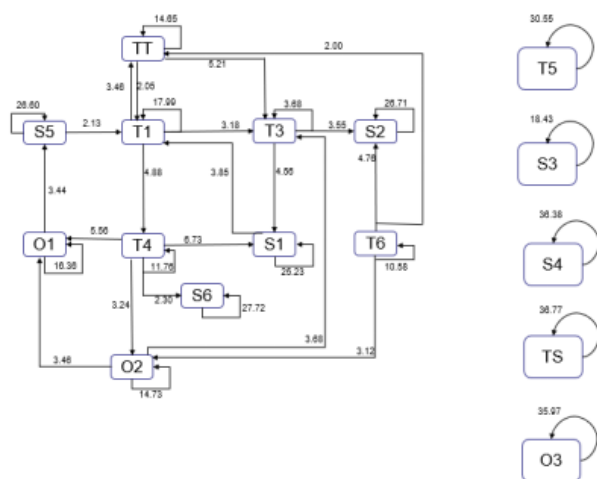 14.65
30.55
TT
2.00
5.21
T5
3.46
2.05
26.60
17.99
3.68
26.71
18.43
S5
2.13
T1
3.18
T3
3.55
S2
S3
4.88
3.85
4.66
4.76
3.44
36.38
O1
5.56
T4
6.73
S1
T6
S4
16.36
11.76
25.23
10.58
2.30
S6
27.72
36.77
3.24
3.68
3.12
TS
3.46
O2
14.73
35.97
O3